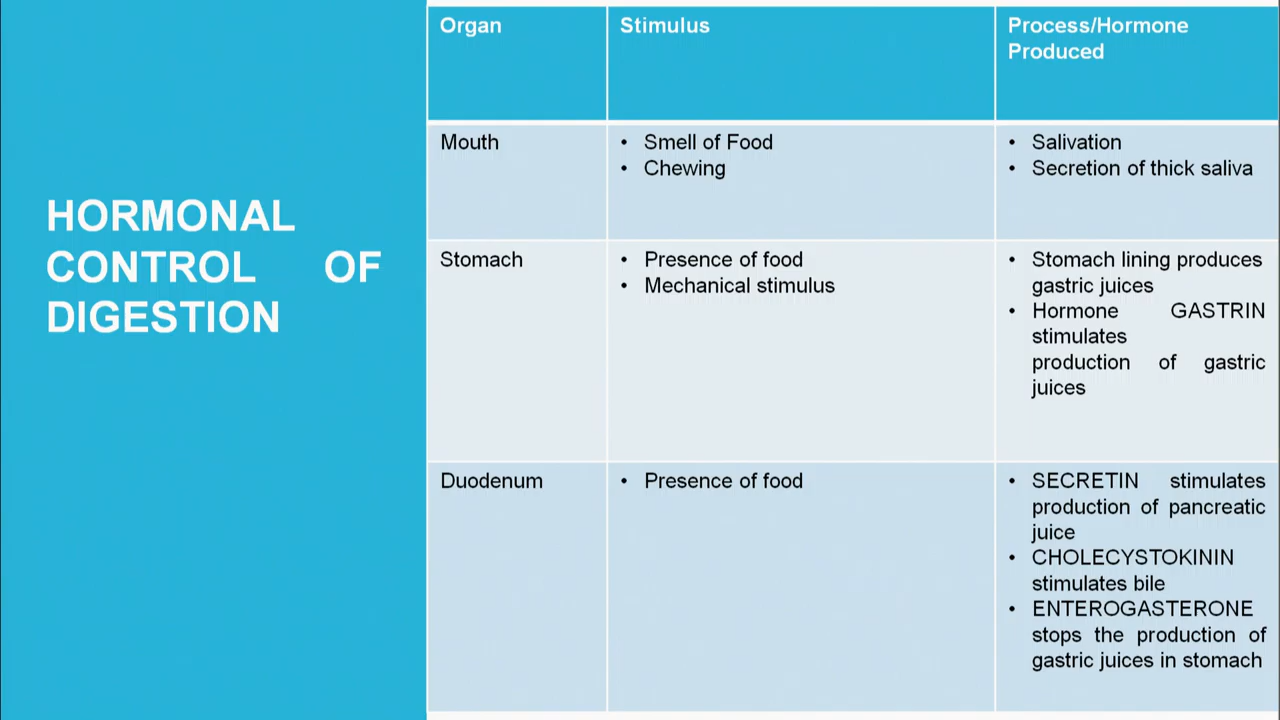 HORMONAL
CONTROL OF
DIGESTION
Organ
Stimulus
Process/Hormone
Produced
Mouth
• Smell of Food
• Chewing
• Salivation
• Secretion of thick saliva
Stomach
• Presence of food
• Mechanical stimulus
• Stomach lining produces
gastric juices
• Hormone GASTRIN
stimulates
production of gastric
juices
Duodenum
• Presence of food
• SECRETIN stimulates
production of pancreatic
juice
• CHOLECYSTOKININ
stimulates bile
• ENTEROGASTERONE
stops the production of
gastric juices in stomach